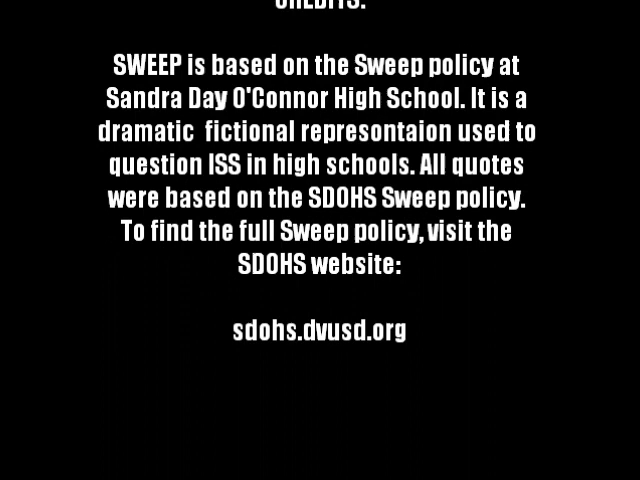 CREDITS:
SWEEP is based on the Sweep policy at
Sandra Day O'Connor High School. It is a
dramatic fictional represontaion used to
question ISS in high schools. All quotes
were based on the SDOHS Sweep policy.
To find the full Sweep policy, visit the
SDOHS website:
sdohs.dvusd.org